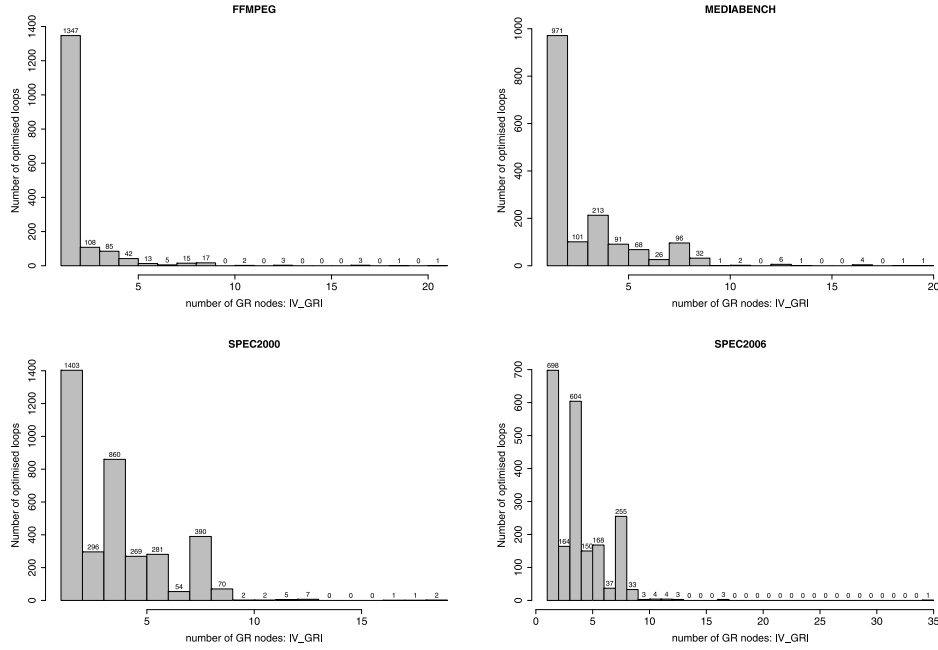 FFMPEG
Number of optimised loops
0 200 400 600 800 1000 1200 1400
1347 108 85 42 13 5 15 17 0 2 0 3 0 0 0 3 0 1 0 1
5 10 15 20
number of GR nodes: |V_GR|
MEDIABENCH
Number of optimised loops
0 200 400 600 800 1000
971 101 213 91 68 26 96 32 1 2 0 6 1 0 0 4 0 1 1
5 10 15 20
number of GR nodes: |V_GR|
SPEC2000
Number of optimised loops
0 200 400 600 800 1000 1200 1400
1403 296 860 269 281 54 390 70 2 2 5 7 0 0 0 1 1 2
5 10 15
number of GR nodes: |V_GR|
SPEC2006
Number of optimised loops
0 100 200 300 400 500 600 700
698 164 604 150 168 37 255 33 3 4 4 3 0 0 0 3 0 0 0 0 0 0 0 0 0 0 0 0 0 0 0 0 0 1
0 5 10 15 20 25 30 35
number of GR nodes: |V_GR|